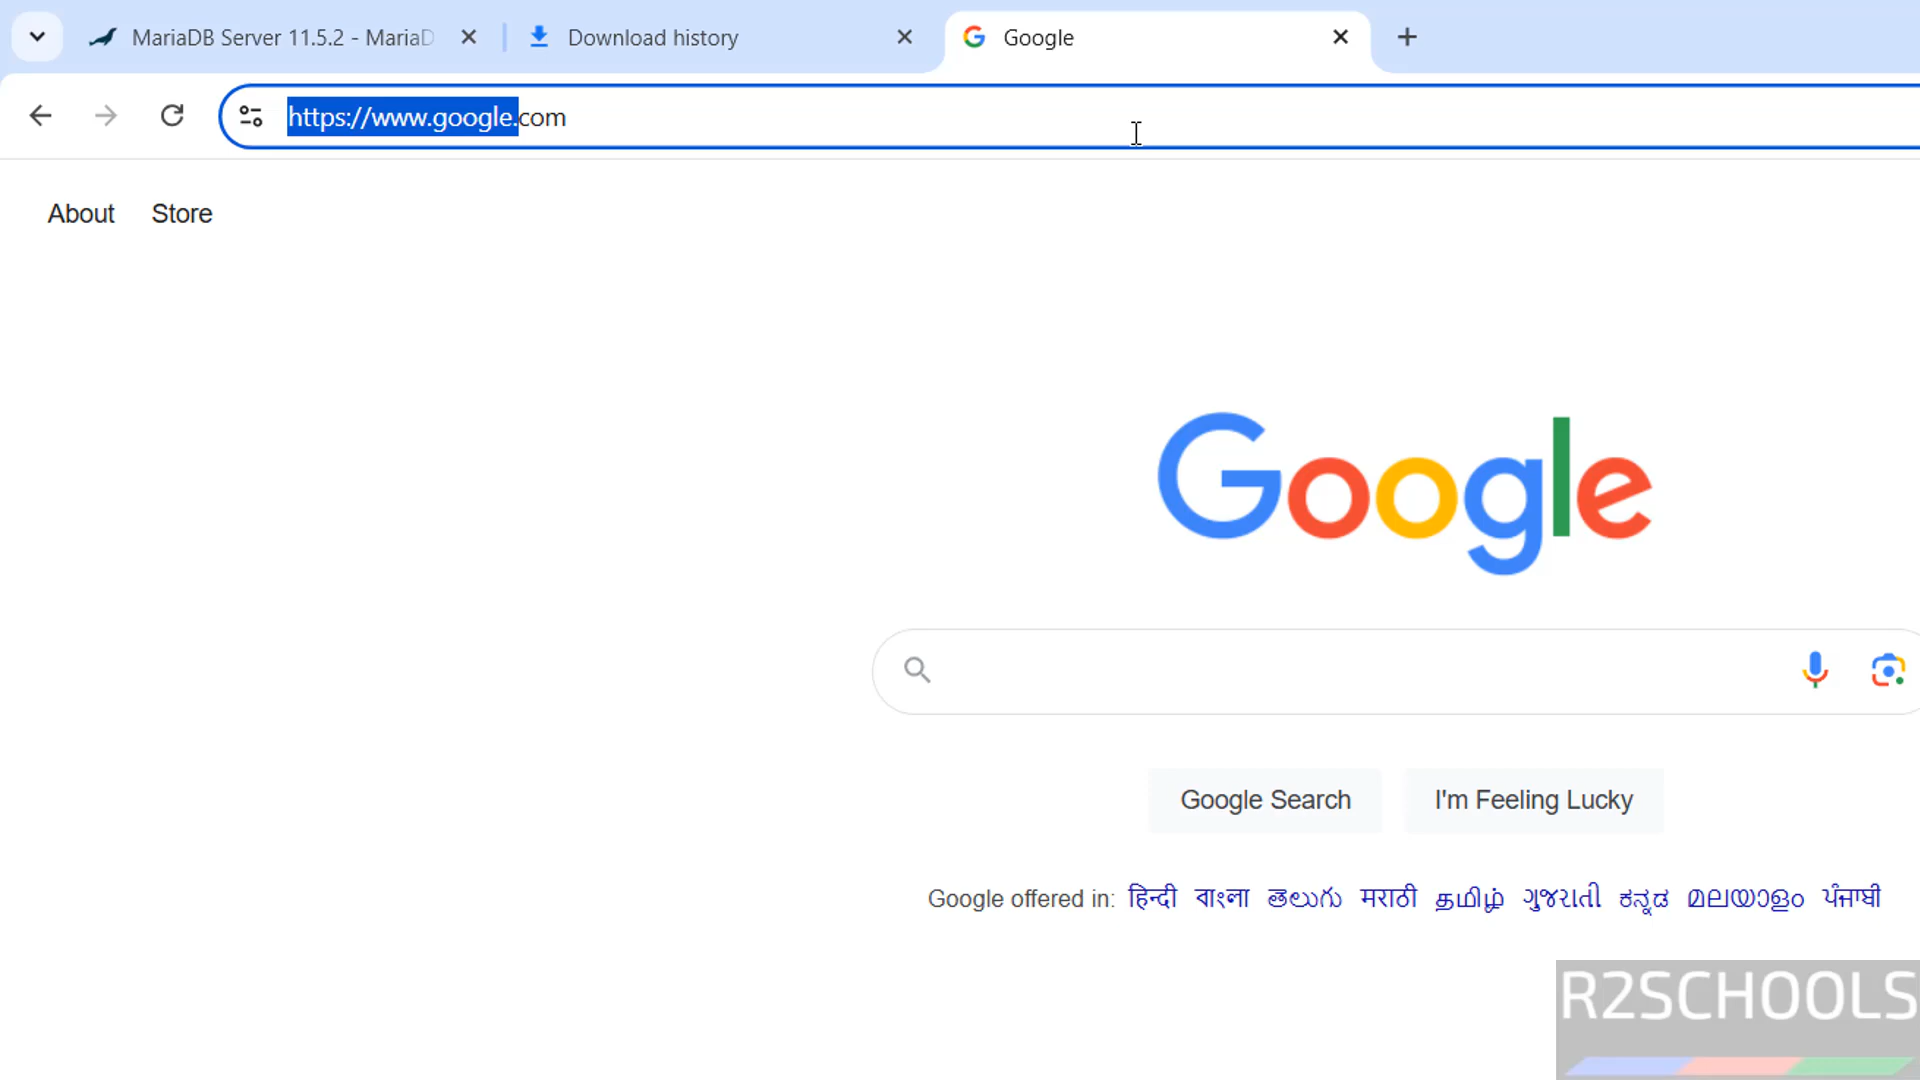 MariaDB Server 11.5.2 - MariaD
Download history
Google
https://www.google.com
About
Store
Google
Google Search
I'm Feeling Lucky
Google offered in: हिन्दी বাংলা తెలుగు मराठी தமிழ் ગુજરાતી ಕನ್ನಡ മലയാളം ਪੰਜਾਬੀ
R2SCHOOLS